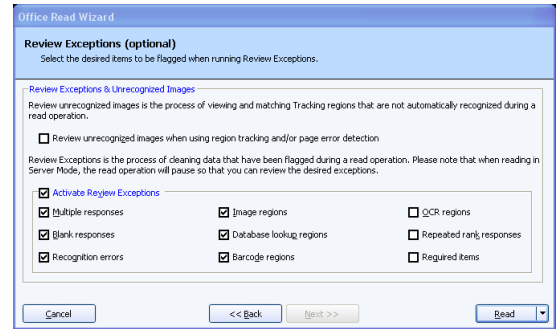 Office Read Wizard
Review Exceptions (optional)
Select the desired items to be flagged when running Review Exceptions.
Review Exceptions & Unrecognized Images
Review unrecognized images is the process of viewing and matching Tracking regions that are not automatically recognized during a
read operation.
Review unrecognized images when using region tracking and/or page error detection
Review Exceptions is the process of cleaning data that have been flagged during a read operation. Please note that when reading in
Server Mode, the read operation will pause so that you can review the desired exceptions.
Activate Review Exceptions
Multiple responses Image regions OCR regions
Blank responses Database lookup regions Repeated rank responses
Recognition errors Barcode regions Required items
Cancel << Back Next >> Read